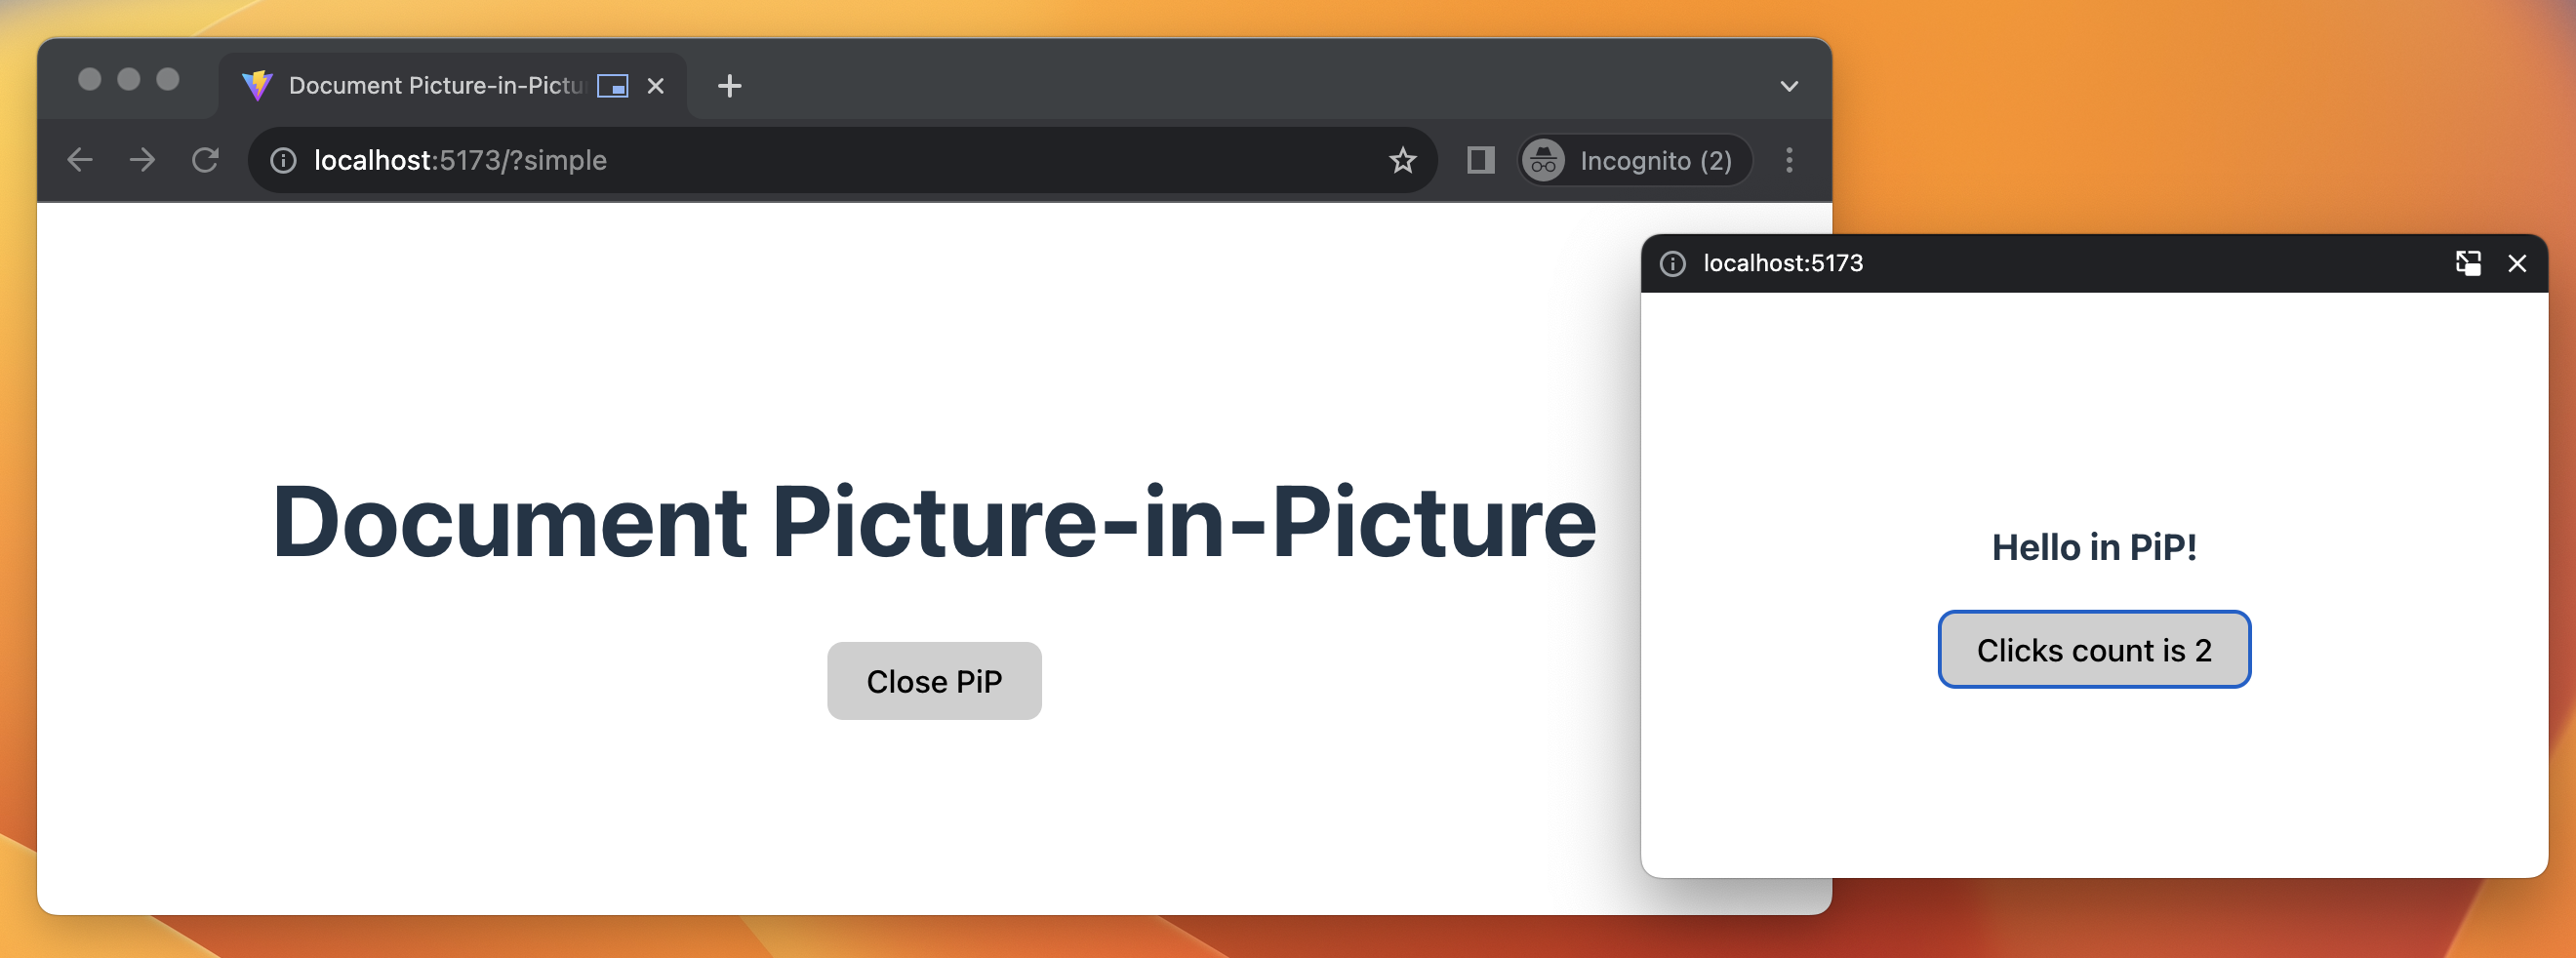 Document Picture-in-Pictu
localhost:5173/?simple
Incognito (2)
Document Picture-in-Picture
Close PiP
localhost:5173
Hello in PiP!
Clicks count is 2